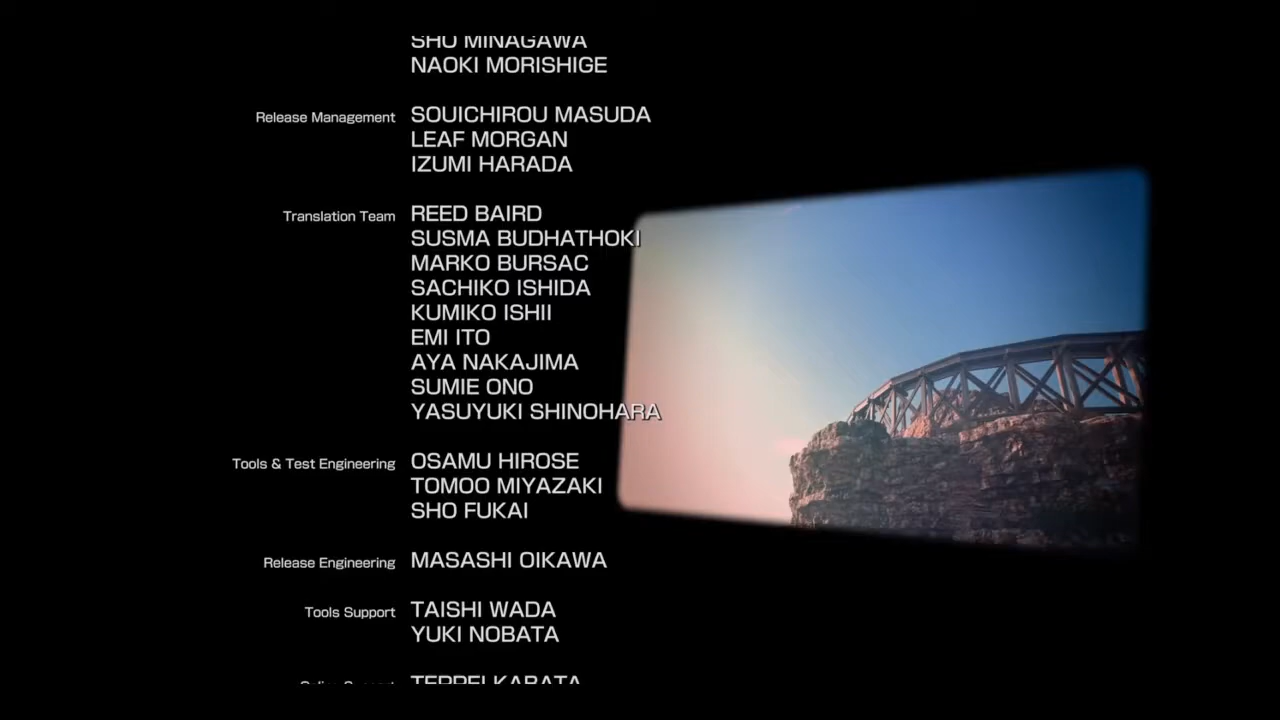 SHO MINAGAWA
NAOKI MORISHIGE
Release Management SOUICHIROU MASUDA
LEAF MORGAN
IZUMI HARADA
Translation Team REED BAIRD
SUSMA BUDHATHOKI
MARKO BURSAC
SACHIKO ISHIDA
KUMIKO ISHII
EMI ITO
AYA NAKAJIMA
SUMIE ONO
YASUYUKI SHINOHARA
Tools & Test Engineering OSAMU HIROSE
TOMOO MIYAZAKI
SHO FUKAI
Release Engineering MASASHI OIKAWA
Tools Support TAISHI WADA
YUKI NOBATA
TEPPEI KABATA